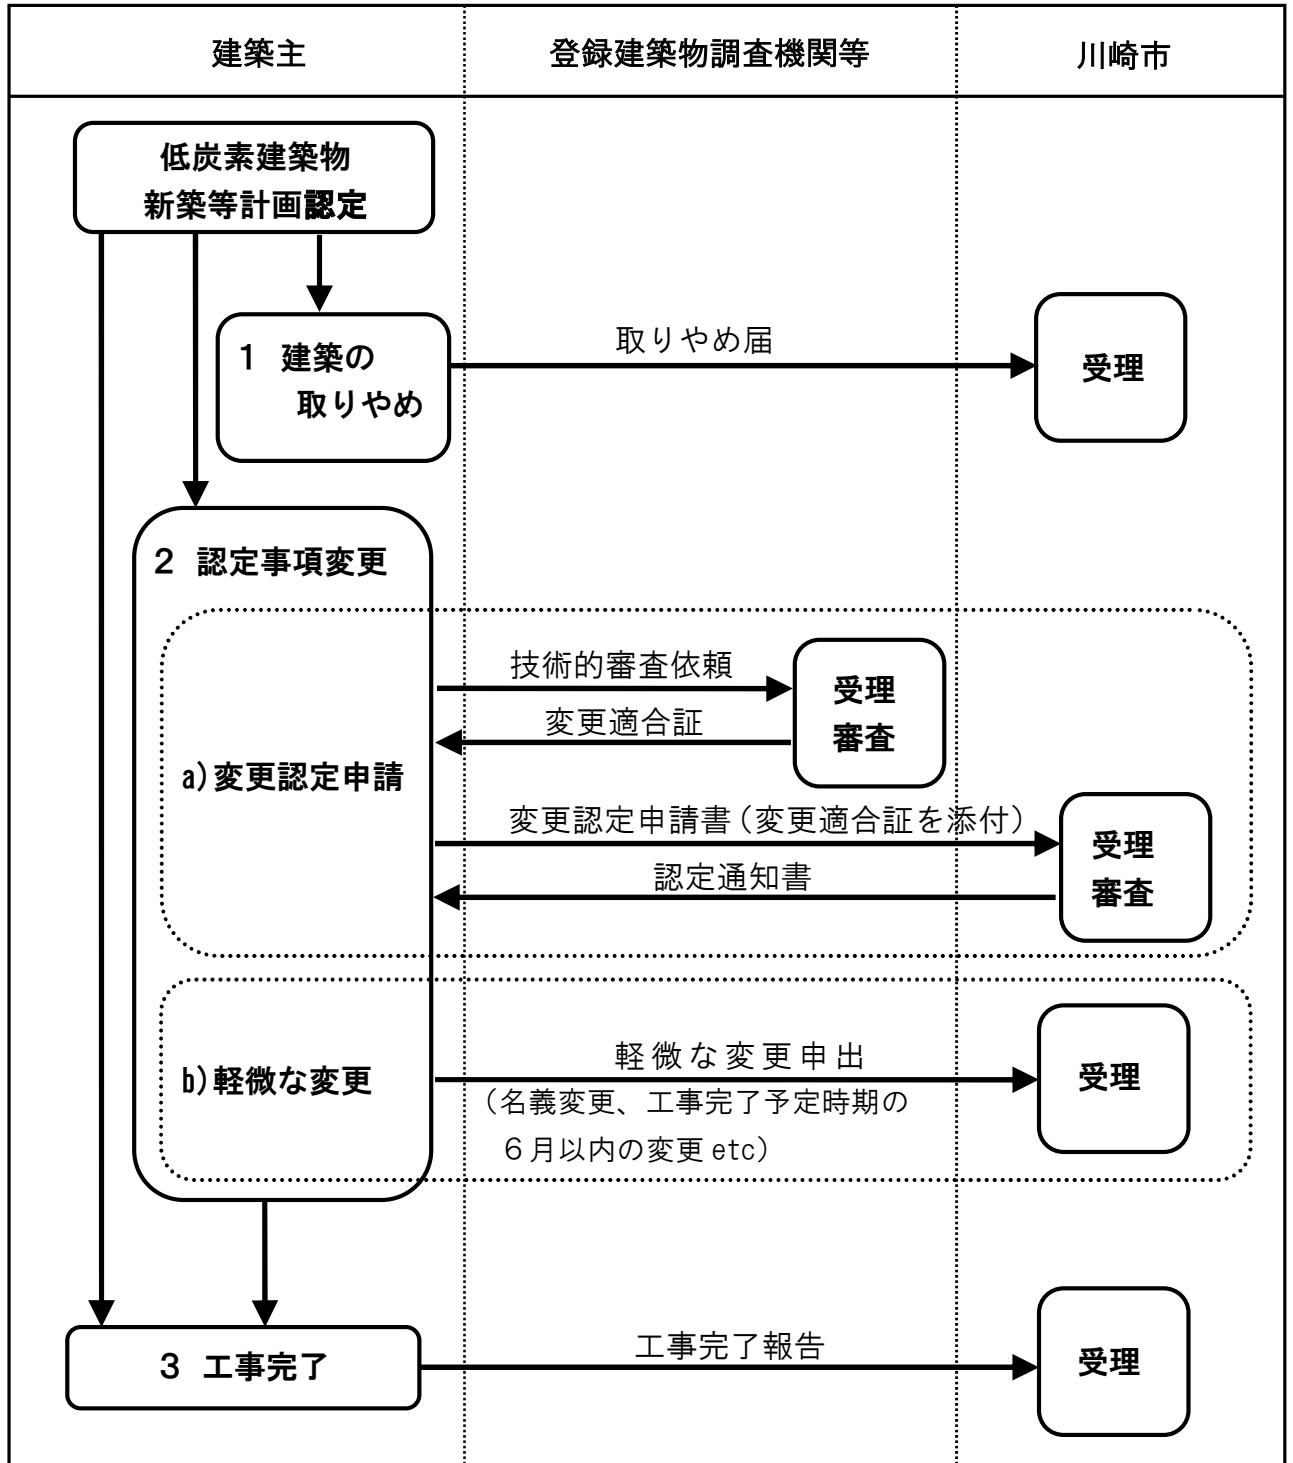 建築主
登録建築物調査機関等
川崎市
低炭素建築物
新築等計画認定
1 建築の
取りやめ
取りやめ届
受理
2 認定事項変更
技術的審査依頼
変更適合証
受理
審査
a)変更認定申請
変更認定申請書(変更適合証を添付)
認定通知書
受理
審査
b)軽微な変更
軽微な変更申出
(名義変更、工事完了予定時期の
6月以内の変更etc)
受理
3 工事完了
工事完了報告
受理